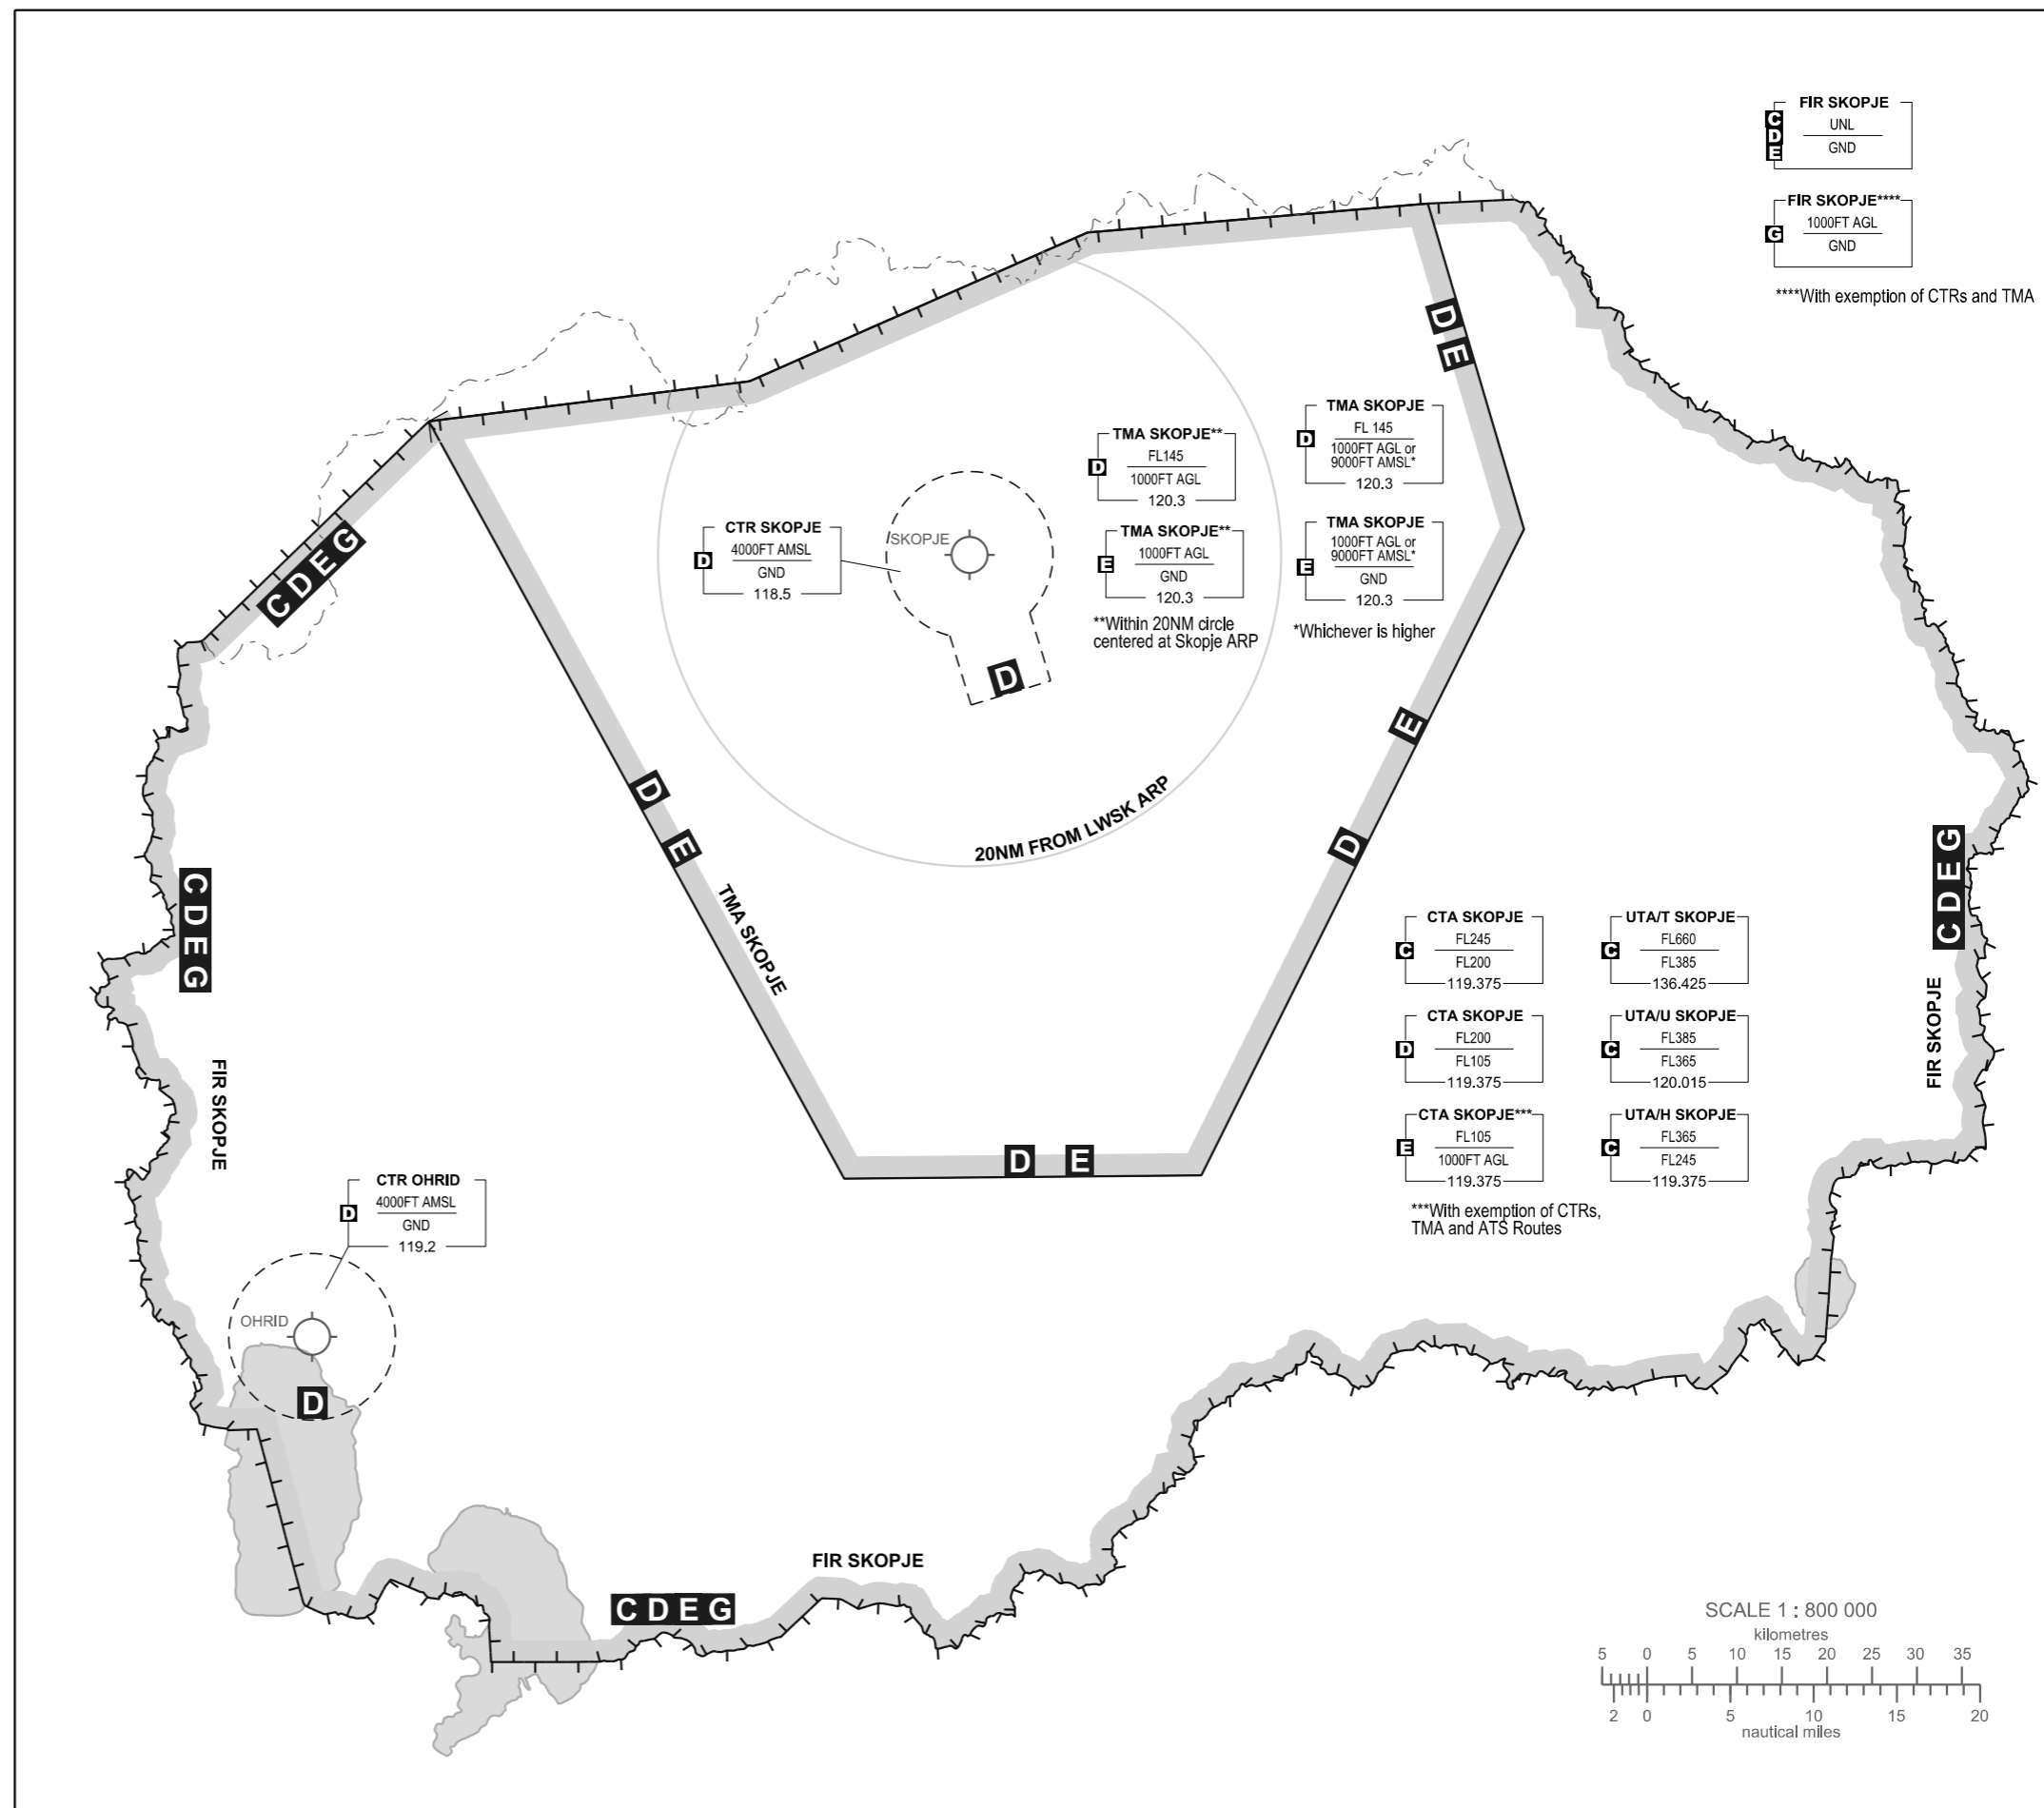 FIR SKOPJE
C
D
E
UNL
GND
FIR SKOPJE****
G
1000FT AGL
GND
****With exemption of CTRs and TMA
D
E
TMA SKOPJE
D
FL 145
1000FT AGL or
9000FT AMSL*
120.3
TMA SKOPJE**
D
FL145
1000FT AGL
120.3
CTR SKOPJE
D
4000FT AMSL
GND
118.5
SKOPJE
TMA SKOPJE**
E
1000FT AGL
GND
120.3
**Within 20NM circle
centered at Skopje ARP
TMA SKOPJE
1000FT AGL or
9000FT AMSL*
E
GND
120.3
*Whichever is higher
C D E G
D
E
D
D
E
20NM FROM LWSK ARP
TMA SKOPJE
C D E G
C D E G
FIR SKOPJE
FIR SKOPJE
CTA SKOPJE
C
FL245
FL200
119.375
UTA/T SKOPJE
C
FL660
FL385
136.425
CTA SKOPJE
D
FL200
FL105
119.375
UTA/U SKOPJE
C
FL385
FL365
120.015
CTA SKOPJE***
E
FL105
1000FT AGL
119.375
UTA/H SKOPJE
C
FL365
FL245
119.375
***With exemption of CTRs,
TMA and ATS Routes
D E
CTR OHRID
D
4000FT AMSL
GND
119.2
OHRID
D
FIR SKOPJE
C D E G
SCALE 1 : 800 000
kilometres
5 0 5 10 15 20 25 30 35
2 0 5 10 15 20
nautical miles